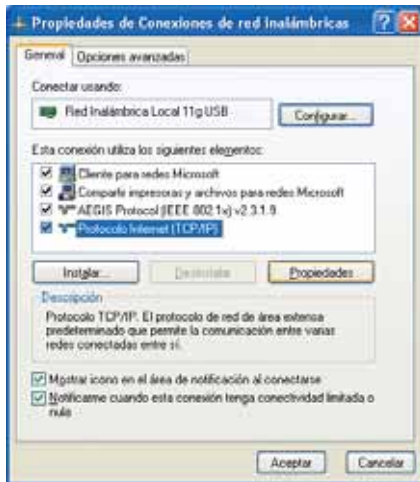 Propiedades de Conexiones de red Inalámbricas
General Opciones avanzadas
Conectar usando:
Red Inalámbrica Local 11g USB Configurar...
Esta conexión utiliza los siguientes elementos:
Cliente para redes Microsoft
Compartir impresoras y archivos para redes Microsoft
AEGIS Protocol (IEEE 802.1x) v2.3.1.9
Protocolo Internet (TCP/IP)
Instalar... Desinstalar Propiedades
Descripción
Protocolo TCP/IP. El protocolo de red de área extensa
predeterminado que permite la comunicación entre varias
redes conectadas entre sí.
Mostrar icono en el área de notificación al conectarse
Notificarme cuando esta conexión tenga conectividad limitada o
nula
Aceptar Cancelar